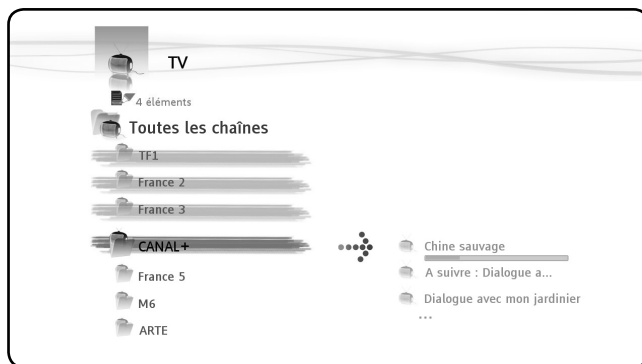 TV
4 éléments
Toutes les chaînes
TF1
France 2
France 3
CANAL+
France 5
M6
ARTE
Chine sauvage
A suivre : Dialogue a...
Dialogue avec mon jardinier
...